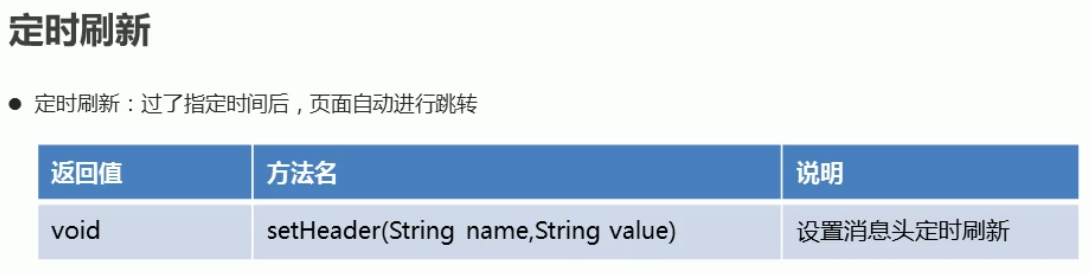 定时刷新
● 定时刷新：过了指定时间后，页面自动进行跳转
返回值 方法名 说明
void setHeader(String name,String value) 设置消息头定时刷新